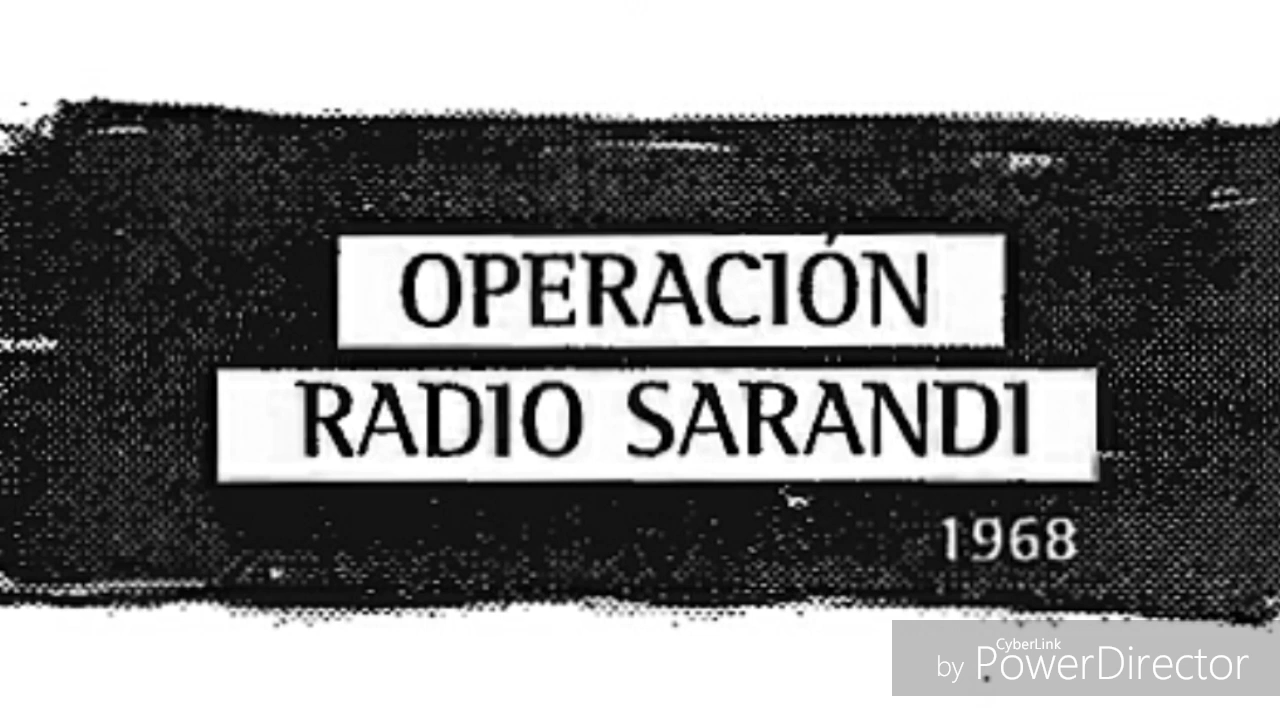 OPERACIÓN
RADIO SARANDI
1968
CyberLink
by PowerDirector